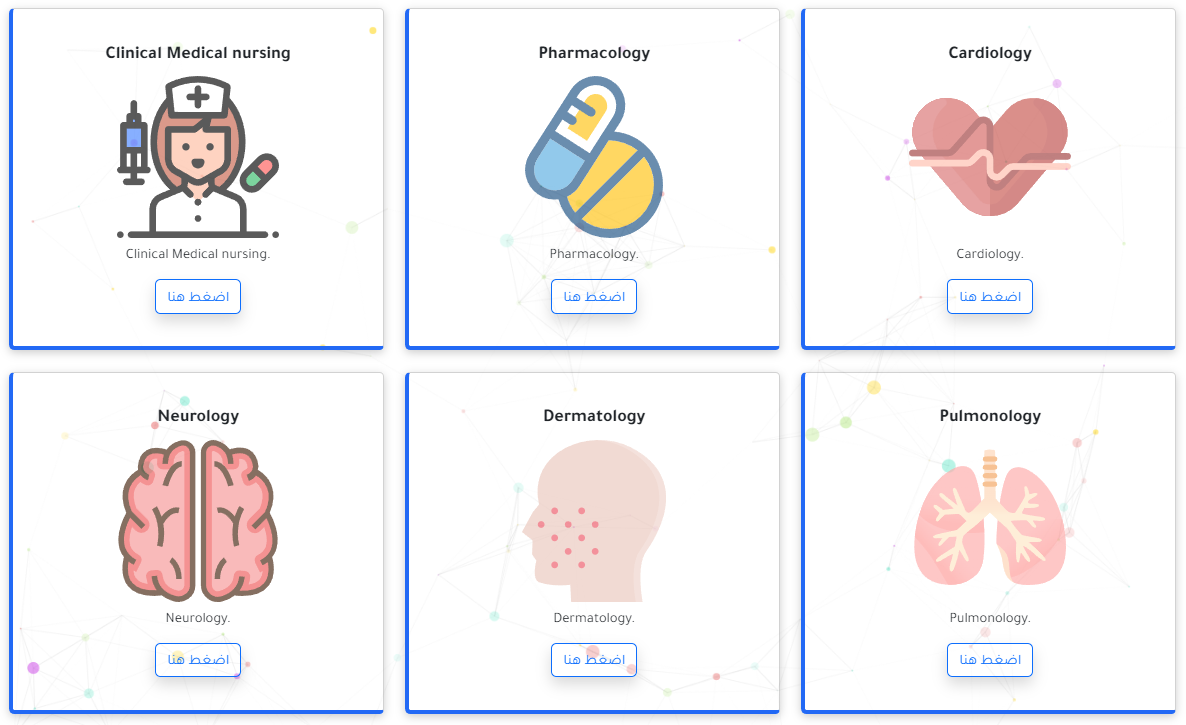 Clinical Medical nursing
Clinical Medical nursing.
اضغط هنا
Pharmacology
Pharmacology.
اضغط هنا
Cardiology
Cardiology.
اضغط هنا
Neurology
Neurology.
اضغط هنا
Dermatology
Dermatology.
اضغط هنا
Pulmonology
Pulmonology.
اضغط هنا